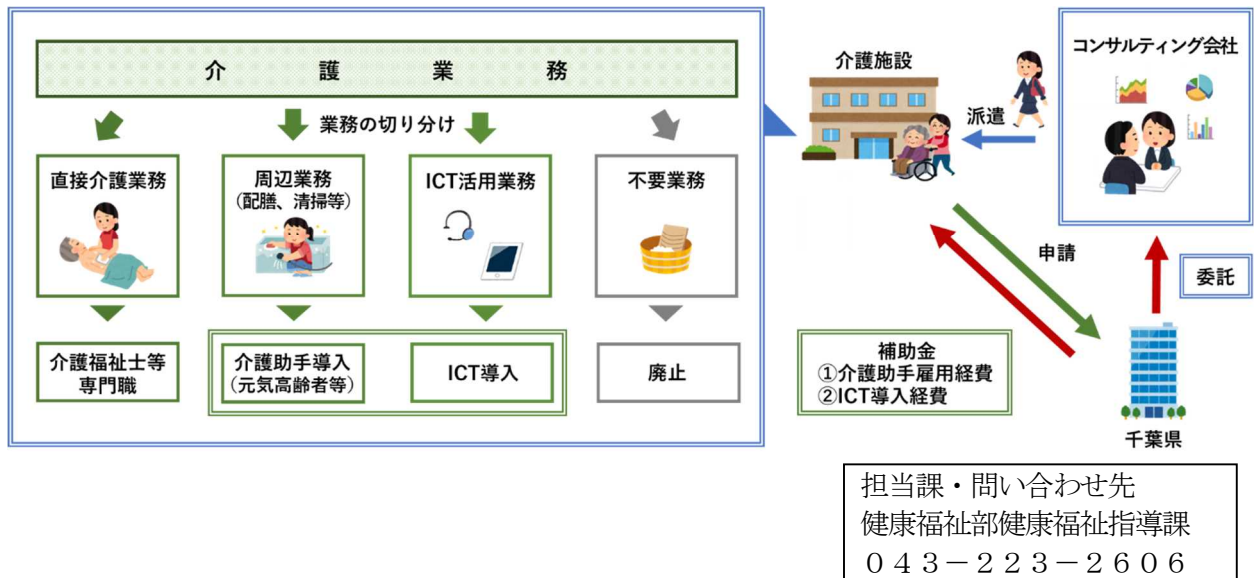 介護業務
業務の切り分け
直接介護業務
周辺業務
(配膳、清掃等)
ICT活用業務
不要業務
介護福祉士等
専門職
介護助手導入
(元気高齢者等)
ICT導入
廃止
介護施設
派遣
コンサルティング会社
申請
委託
補助金
①介護助手雇用経費
②ICT導入経費
千葉県
担当課・問い合わせ先
健康福祉部健康福祉指導課
０４３－２２３－２６０６